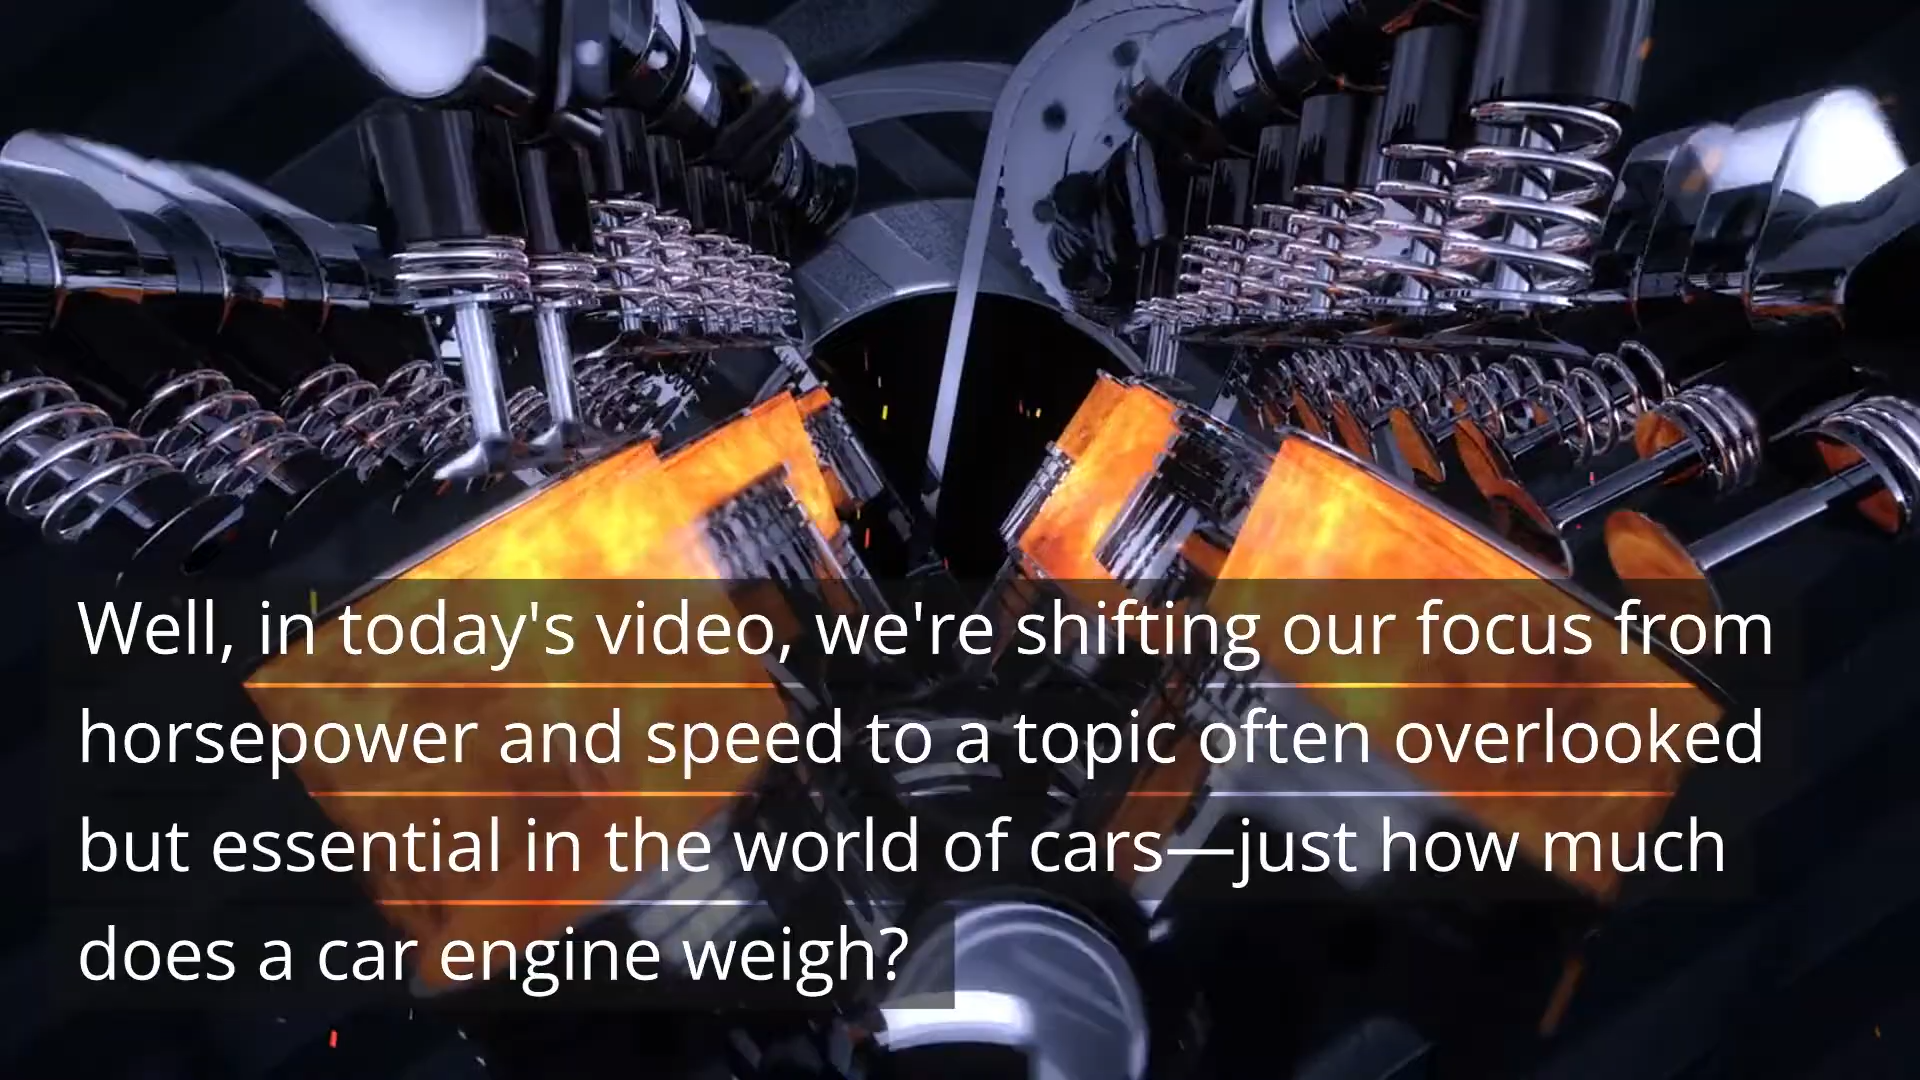 Well, in today's video, we're shifting our focus from
horsepower and speed to a topic often overlooked
but essential in the world of cars—just how much
does a car engine weigh?